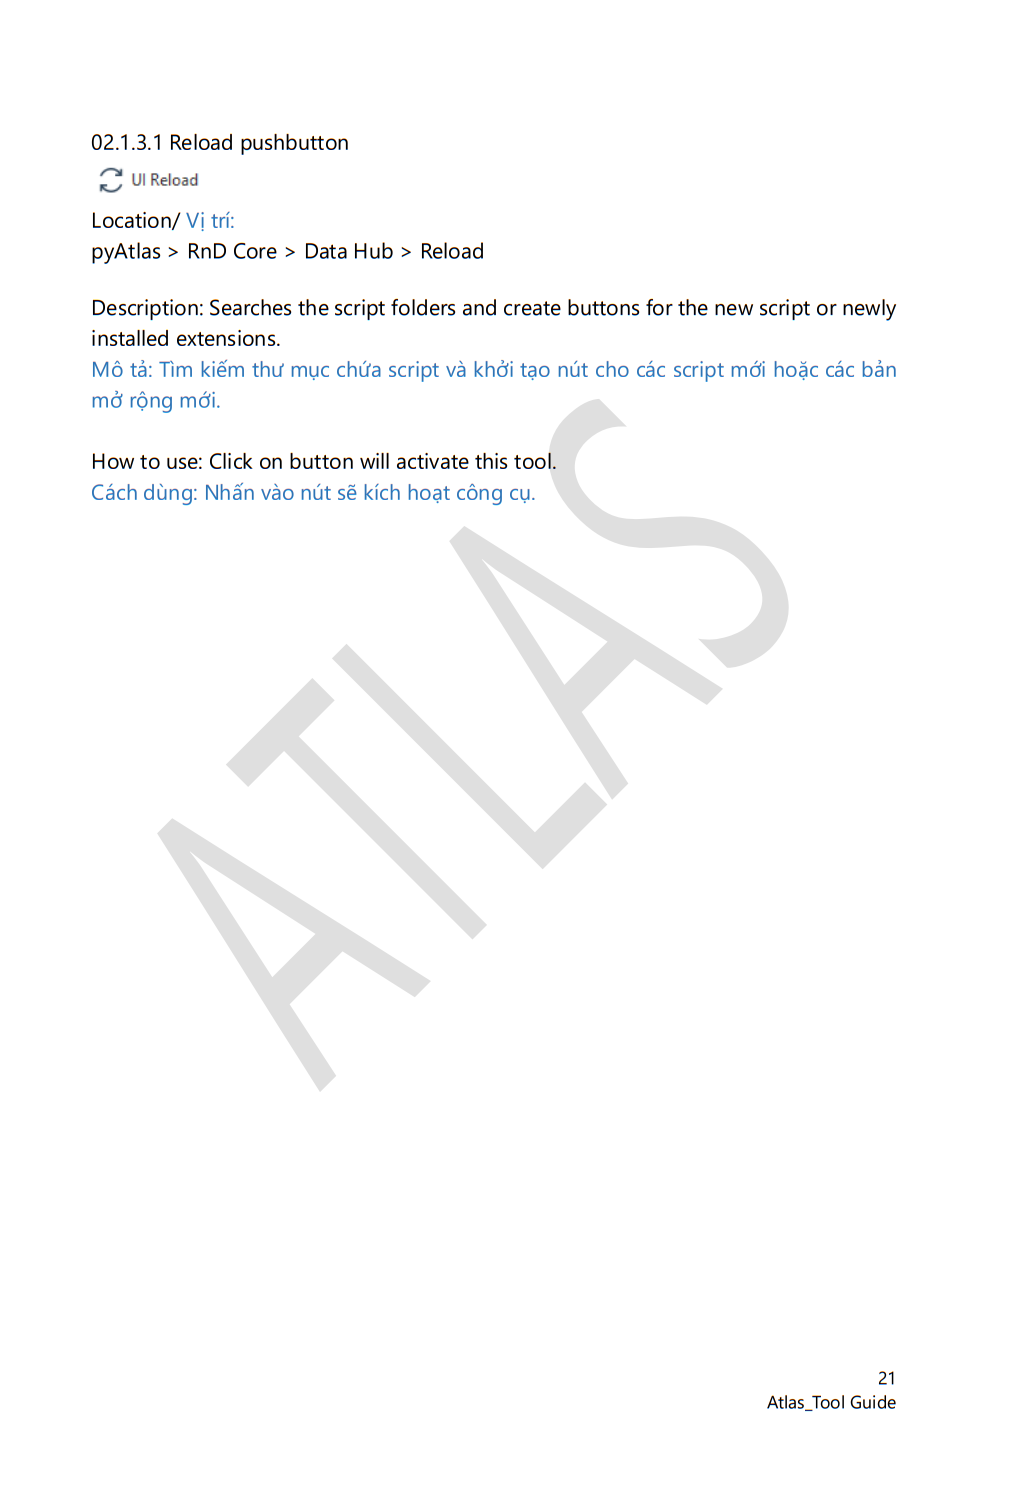 02.1.3.1 Reload pushbutton
UI Reload
Location/ Vị trí:
pyAtlas > RnD Core > Data Hub > Reload
Description: Searches the script folders and create buttons for the new script or newly
installed extensions.
Mô tả: Tìm kiếm thư mục chứa script và khởi tạo nút cho các script mới hoặc các bản
mở rộng mới.
How to use: Click on button will activate this tool.
Cách dùng: Nhấn vào nút sẽ kích hoạt công cụ.
ATLAS
21
Atlas_Tool Guide